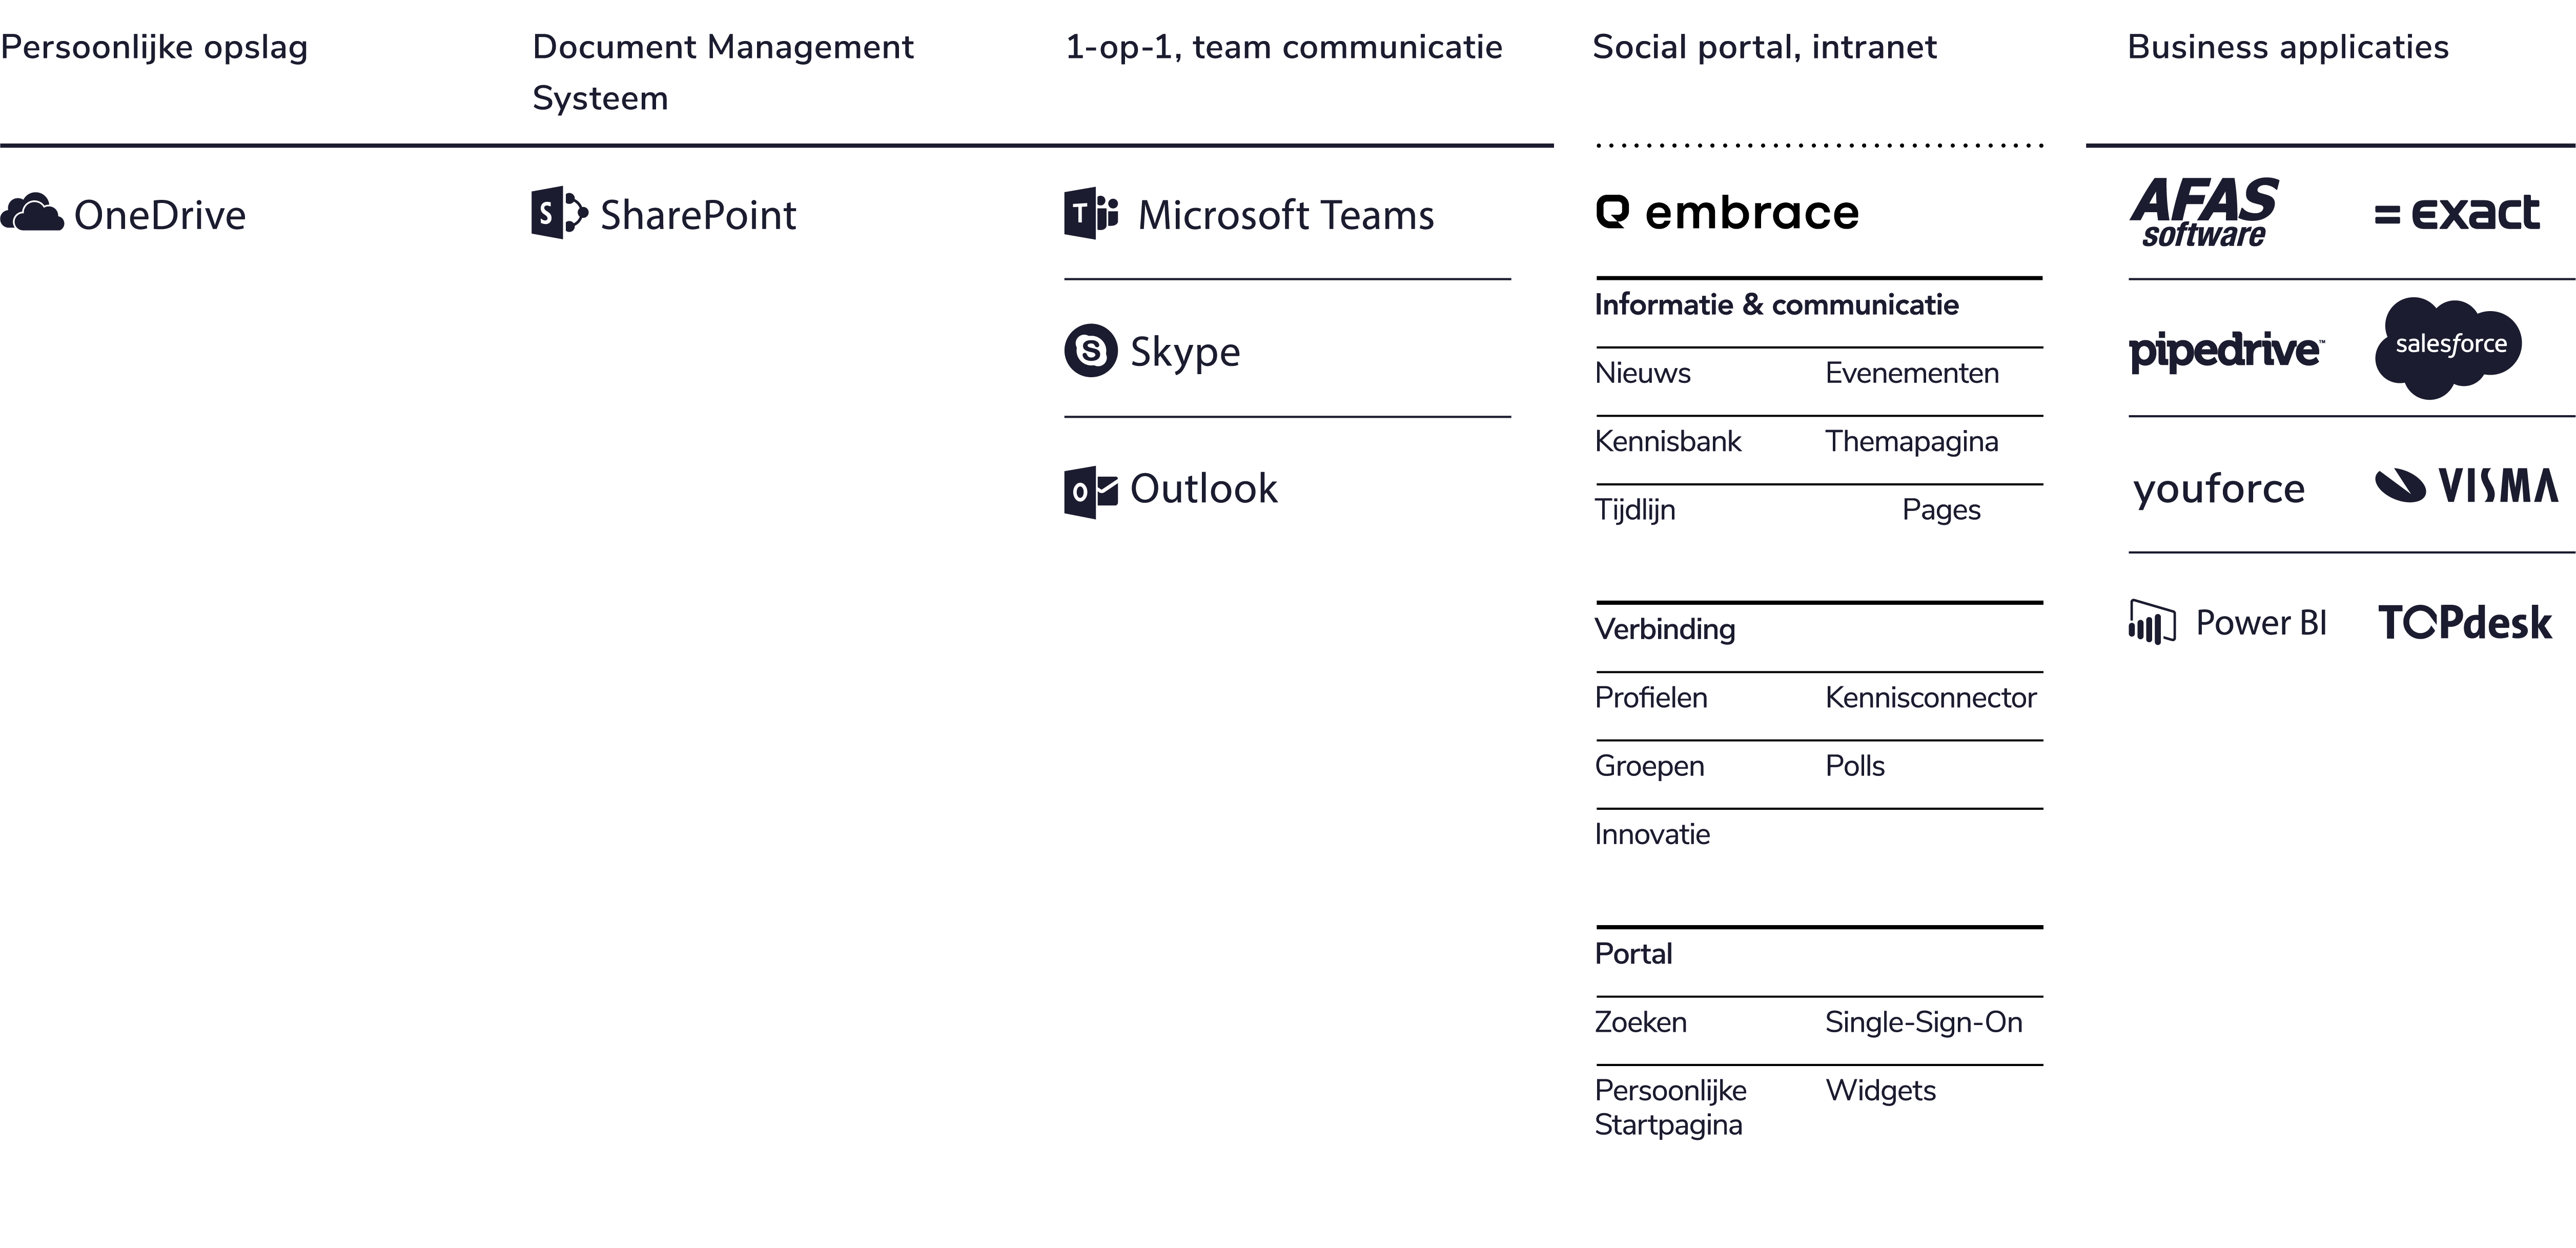 Persoonlijke opslag
Document Management
Systeem
1-op-1, team communicatie
Social portal, intranet
Business applicaties
OneDrive
S SharePoint
T Microsoft Teams
S Skype
O Outlook
embrace
Informatie & communicatie
Nieuws Evenementen
Kennisbank Themapagina
Tijdlijn Pages
Verbinding
Profielen Kennisconnector
Groepen Polls
Innovatie
Portal
Zoeken Single-Sign-On
Persoonlijke Widgets
Startpagina
AFAS
software
= exact
pipedrive™ salesforce
youforce VISMA
Power BI TOPdesk